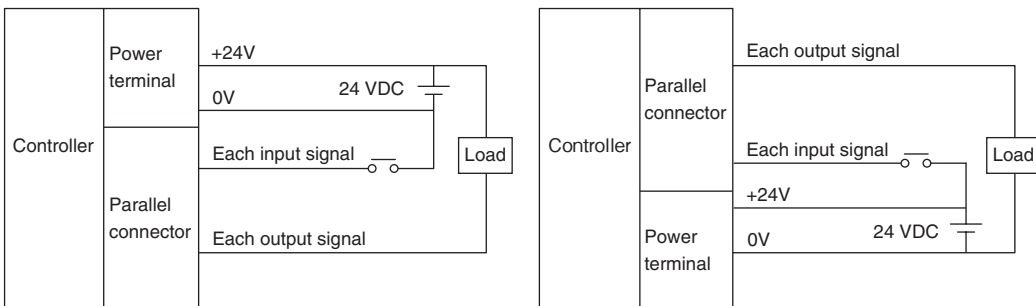 Controller
Power
terminal
+24V
24 VDC
0V
Each input signal
Load
Parallel
connector
Each output signal
Controller
Parallel
connector
Each output signal
Each input signal
Load
+24V
24 VDC
0V
Power
terminal